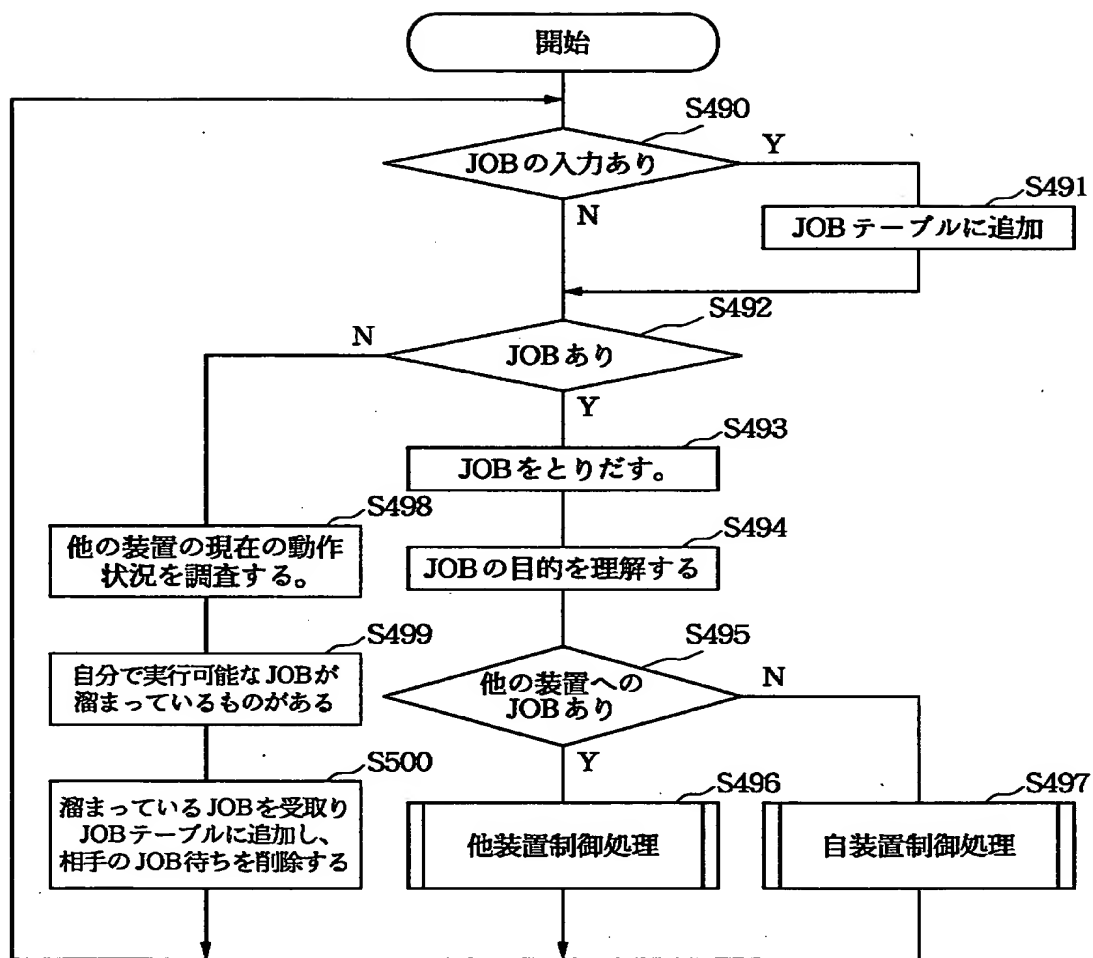 開始
S490
JOBの入力あり
Y
N
S491
JOBテーブルに追加
S492
N
JOBあり
Y
S493
JOBをとりだす。
S498
他の装置の現在の動作
状況を調査する。
S494
JOBの目的を理解する
S499
自分で実行可能なJOBが
溜まっているものがある
S495
他の装置への
JOBあり
N
Y
S500
溜まっているJOBを受取り
JOBテーブルに追加し、
相手のJOB待ちを削除する
S496
他装置制御処理
S497
自装置制御処理